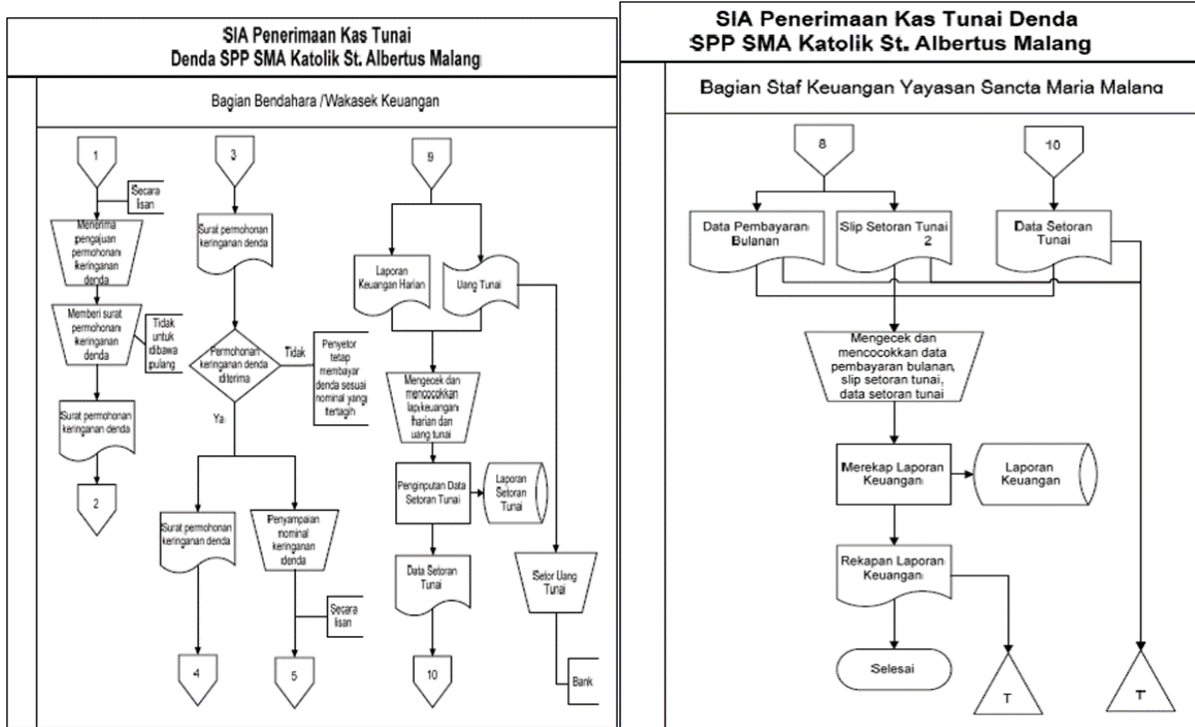 SIA Penerimaan Kas Tunai
Denda SPP SMA Katolik St. Albertus Malang
Bagian Bendahara /Wakasek Keuangan
1
Secara
lisan
Menerima
pengajuan
permohonan
keringanan
denda
Memberi surat
permohonan
keringanan
denda
Tidak
untuk
dibawa
pulang
Surat permohonan
keringanan denda
2
3
Surat permohonan
keringanan denda
Permohonan
keringanan denda
diterima
Tidak
Penyetor
tetap
membayar
denda sesuai
nominal yang
tertagih
Ya
Surat permohonan
keringanan denda
4
Penyampaian
nominal
keringanan
denda
Secara
lisan
5
9
Laporan
Keuangan Harian
Uang Tunai
Mengecek dan
mencocokkan
lap.keuangan
harian dan
uang tunai
Penginputan Data
Setoran Tunai
Laporan
Setoran
Tunai
Data Setoran
Tunai
10
Setor Uang
Tunai
Bank
SIA Penerimaan Kas Tunai Denda
SPP SMA Katolik St. Albertus Malang
Bagian Staf Keuangan Yayasan Sancta Maria Malang
8
10
Data Pembayaran
Bulanan
Slip Setoran Tunai
2
Data Setoran
Tunai
Mengecek dan
mencocokkan data
pembayaran bulanan,
slip setoran tunai,
data setoran tunai
Merekap Laporan
Keuangan
Laporan
Keuangan
Rekapan Laporan
Keuangan
Selesai
T
T